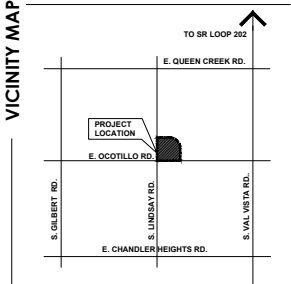 VICINITY MAP
TO SR LOOP 202
E. QUEEN CREEK RD.
PROJECT
LOCATION
E. OCOTILLO RD.
S. GILBERT RD.
S. LINDSAY RD.
S. VAL VISTA RD..
E. CHANDLER HEIGHTS RD.